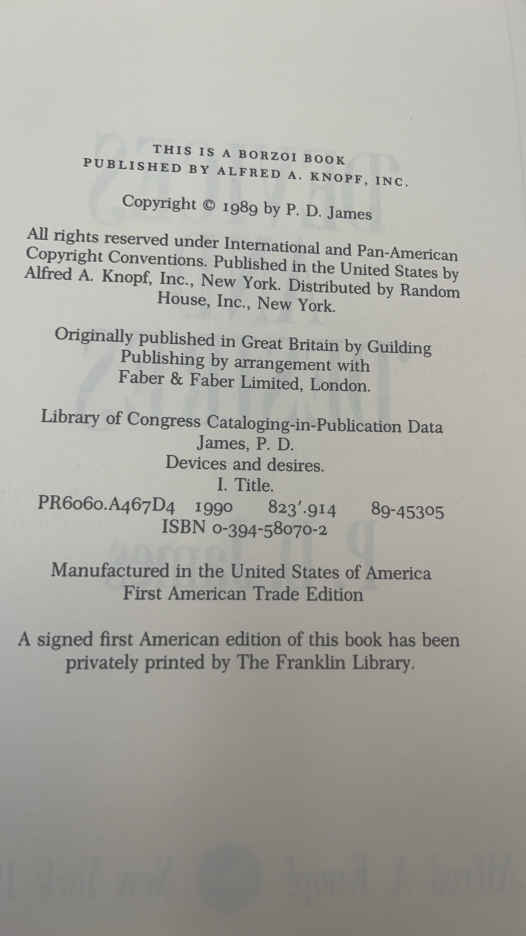 THIS IS A BORZOI BOOK
PUBLISHED BY ALFRED A. KNOPF, INC.
Copyright © 1989 by P. D. James
All rights reserved under International and Pan-American
Copyright Conventions. Published in the United States by
Alfred A. Knopf, Inc., New York. Distributed by Random
House, Inc., New York.
Originally published in Great Britain by Guilding
Publishing by arrangement with
Faber & Faber Limited, London.
Library of Congress Cataloging-in-Publication Data
James, P. D.
Devices and desires.
I. Title.
PR6060.A467D4 1990 823'.914 89-45305
ISBN 0-394-58070-2
Manufactured in the United States of America
First American Trade Edition
A signed first American edition of this book has been
privately printed by The Franklin Library.